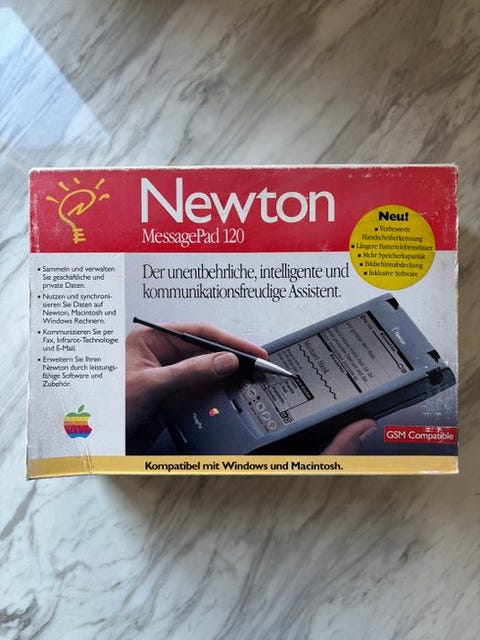 Newton
MessagePad 120
Neu!
▪ Verbesserte
Handschrifterkennung
▪ Längere Batterielebensdauer
▪ Mehr Speicherkapazität
▪ Bildschirmabdeckung
▪ Inklusive Software
Der unentbehrliche, intelligente und
kommunikationsfreudige Assistent.
• Sammeln und verwalten
Sie geschäftliche und
private Daten.
• Nutzen und synchroni-
sieren Sie Daten auf
Newton, Macintosh und
Windows Rechnern.
• Kommunizieren Sie per
Fax, Infrarot-Technologie
und E-Mail.
• Erweitern Sie Ihren
Newton durch leistungs-
fähige Software und
Zubehör.
GSM Compatible
Kompatibel mit Windows und Macintosh.